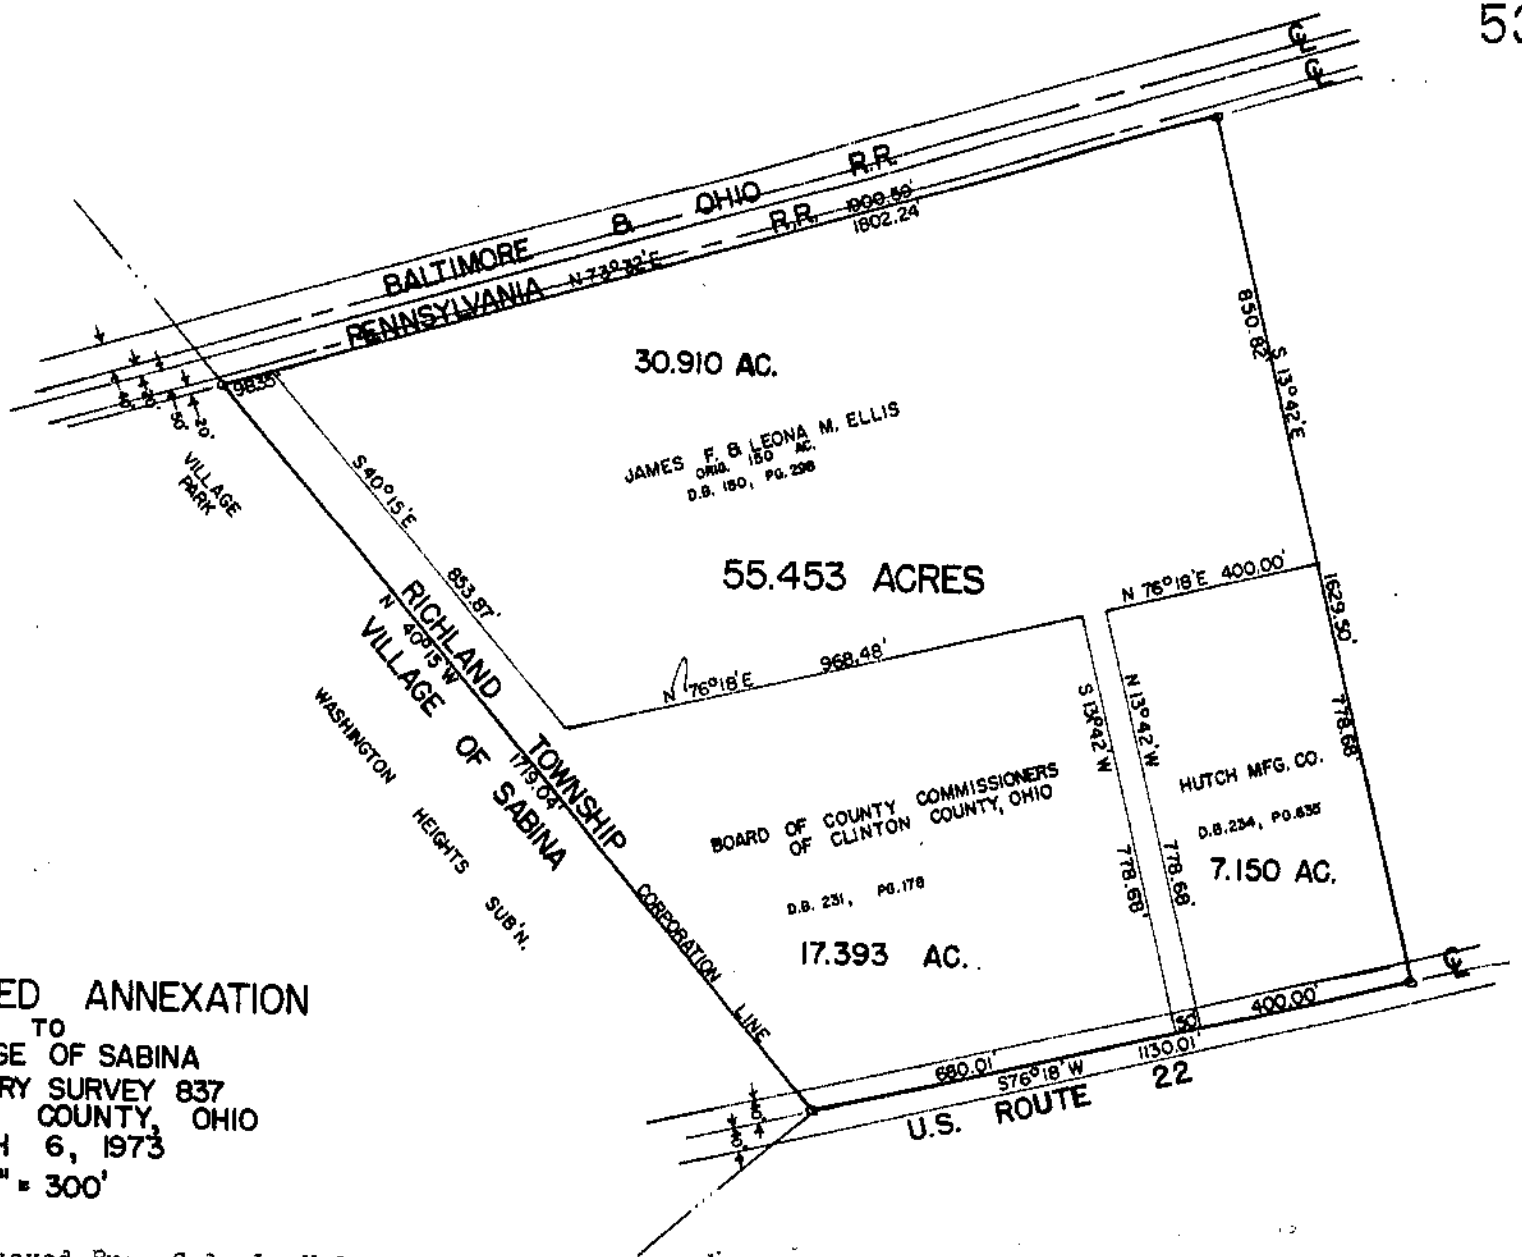 53
BALTIMORE & OHIO R.R.
PENNSYLVANIA R.R.
N 73°32'E
1900.59'
1802.24'
98.35'
40'
20'
50'
20'
VILLAGE
PARK
30.910 AC.
JAMES F. & LEONA M. ELLIS
ORIG. 150 AC.
D.B. 180, PG. 298
850.82'
S 13°42'E
S 40°15'E
853.87'
55.453 ACRES
N 76°18'E 400.00'
1629.50'
N 76°18'E 968.48'
RICHLAND TOWNSHIP
N 40°15'W 1719.04'
VILLAGE OF SABINA
WASHINGTON HEIGHTS SUB'N.
CORPORATION LINE
S 13°42'W
778.68'
N 13°42'W
778.68'
778.68'
BOARD OF COUNTY COMMISSIONERS
OF CLINTON COUNTY, OHIO
D.B. 231, PG. 178
17.393 AC.
HUTCH MFG. CO.
D.B. 234, PG. 635
7.150 AC.
680.01'
50'
400.00'
S76°18'W
1130.01'
U.S. ROUTE 22
40'
ED ANNEXATION
TO
GE OF SABINA
RY SURVEY 837
COUNTY, OHIO
H 6, 1973
" = 300'